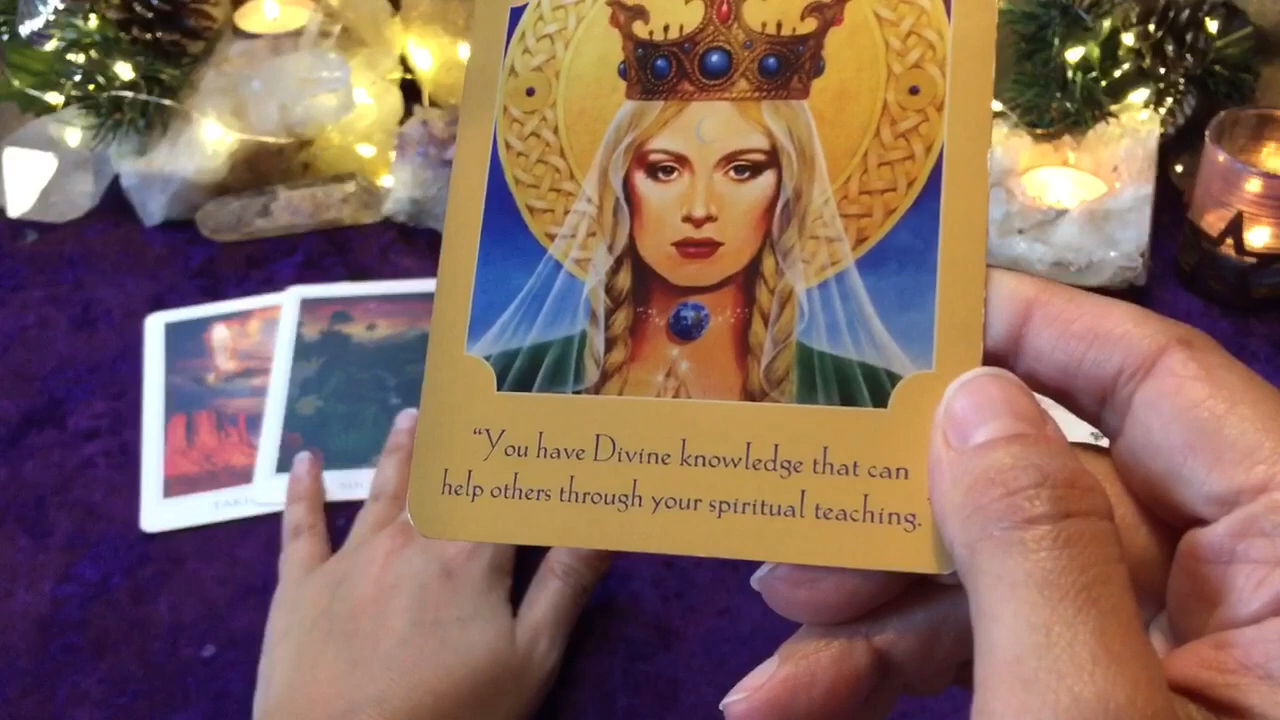 “You have Divine knowledge that can
help others through your spiritual teaching.”